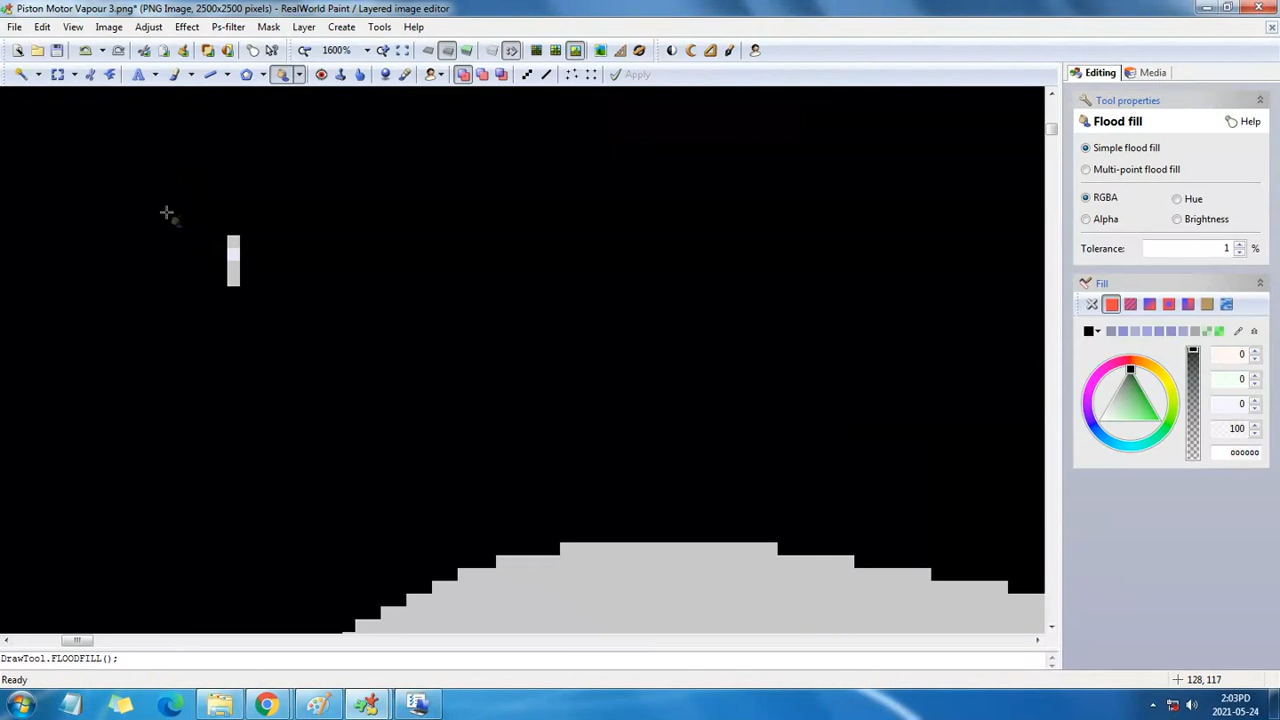 Piston Motor Vapour 3.png* (PNG Image, 2500x2500 pixels) - RealWorld Paint / Layered image editor
File Edit View Image Adjust Effect Ps-filter Mask Layer Create Tools Help
1600%
Apply
Editing Media
Tool properties
Flood fill Help
Simple flood fill
Multi-point flood fill
RGBA Hue
Alpha Brightness
Tolerance: 1 %
Fill
0
0
0
100
000000
DrawTool.FLOODFILL();
Ready 128, 117
2:03PD
2021-05-24